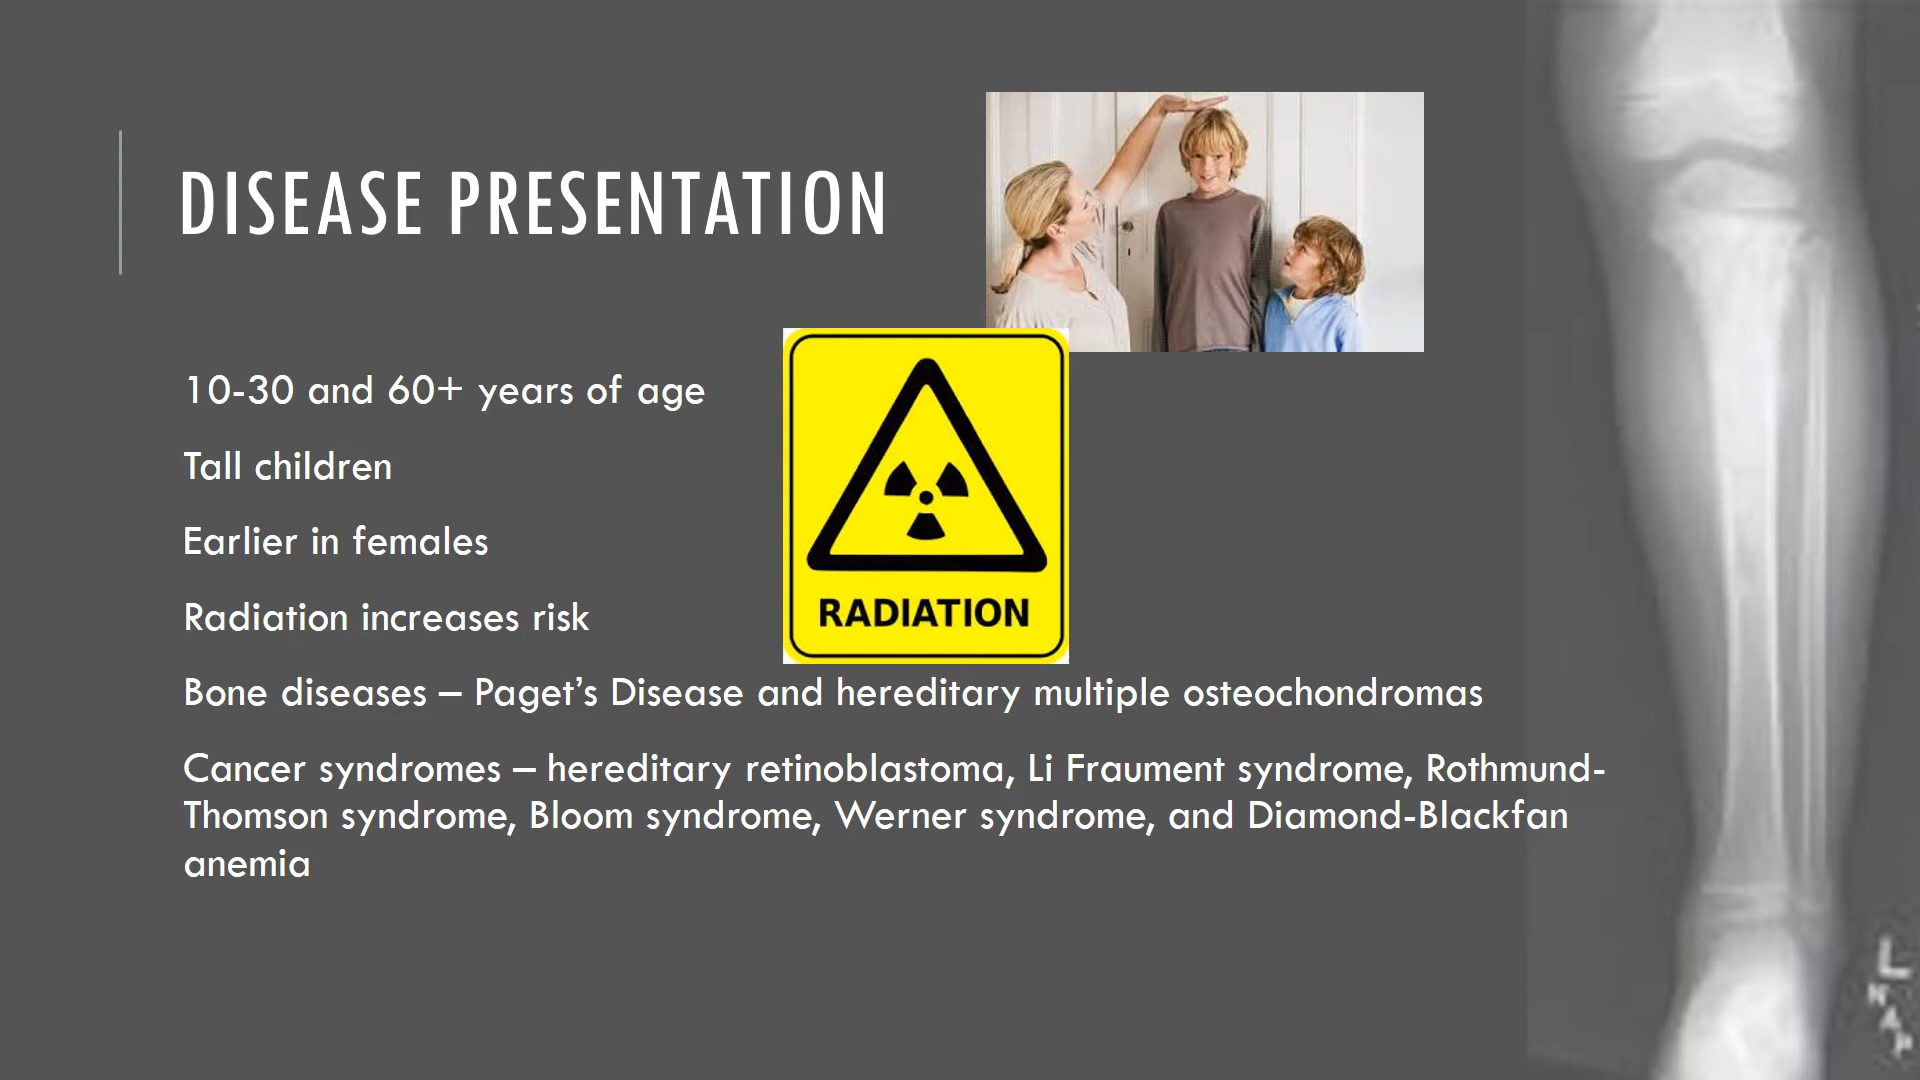 DISEASE PRESENTATION
10-30 and 60+ years of age
Tall children
Earlier in females
Radiation increases risk
RADIATION
Bone diseases – Paget’s Disease and hereditary multiple osteochondromas
Cancer syndromes – hereditary retinoblastoma, Li Fraument syndrome, Rothmund-
Thomson syndrome, Bloom syndrome, Werner syndrome, and Diamond-Blackfan
anemia
L